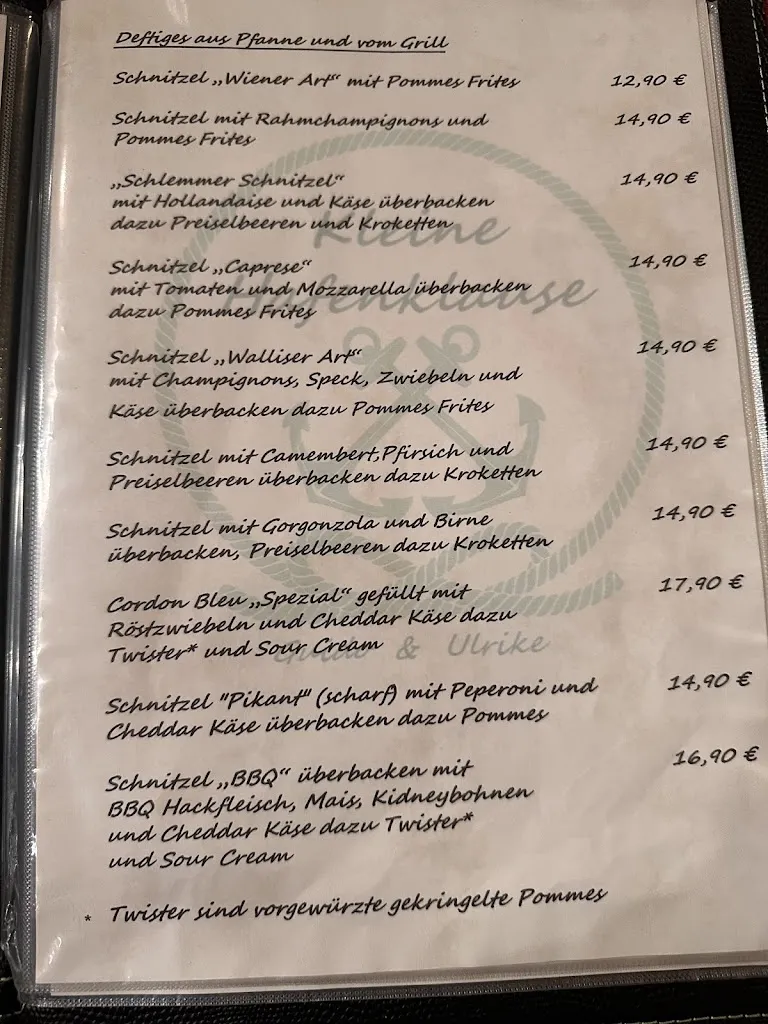 Deftiges aus Pfanne und vom Grill
Schnitzel „Wiener Art“ mit Pommes Frites 12,90 €
Schnitzel mit Rahmchampignons und 14,90 €
Pommes Frites
„Schlemmer Schnitzel“ 14,90 €
mit Hollandaise und Käse überbacken
dazu Preiselbeeren und Kroketten
Kleine
Schnitzel „Caprese“ 14,90 €
mit Tomaten und Mozzarella überbacken
Hafenklause
dazu Pommes Frites
Schnitzel „Walliser Art“ 14,90 €
mit Champignons, Speck, Zwiebeln und
Käse überbacken dazu Pommes Frites
Schnitzel mit Camembert,Pfirsich und 14,90 €
Preiselbeeren überbacken dazu Kroketten
Schnitzel mit Gorgonzola und Birne 14,90 €
überbacken, Preiselbeeren dazu Kroketten
Cordon Bleu „Spezial“ gefüllt mit 17,90 €
Röstzwiebeln und Cheddar Käse dazu
Twister* und Sour Cream
& Ulrike
Schnitzel "Pikant" (scharf) mit Peperoni und 14,90 €
Cheddar Käse überbacken dazu Pommes
Schnitzel „BBQ“ überbacken mit 16,90 €
BBQ Hackfleisch, Mais, Kidneybohnen
und Cheddar Käse dazu Twister*
und Sour Cream
* Twister sind vorgewürzte gekringelte Pommes